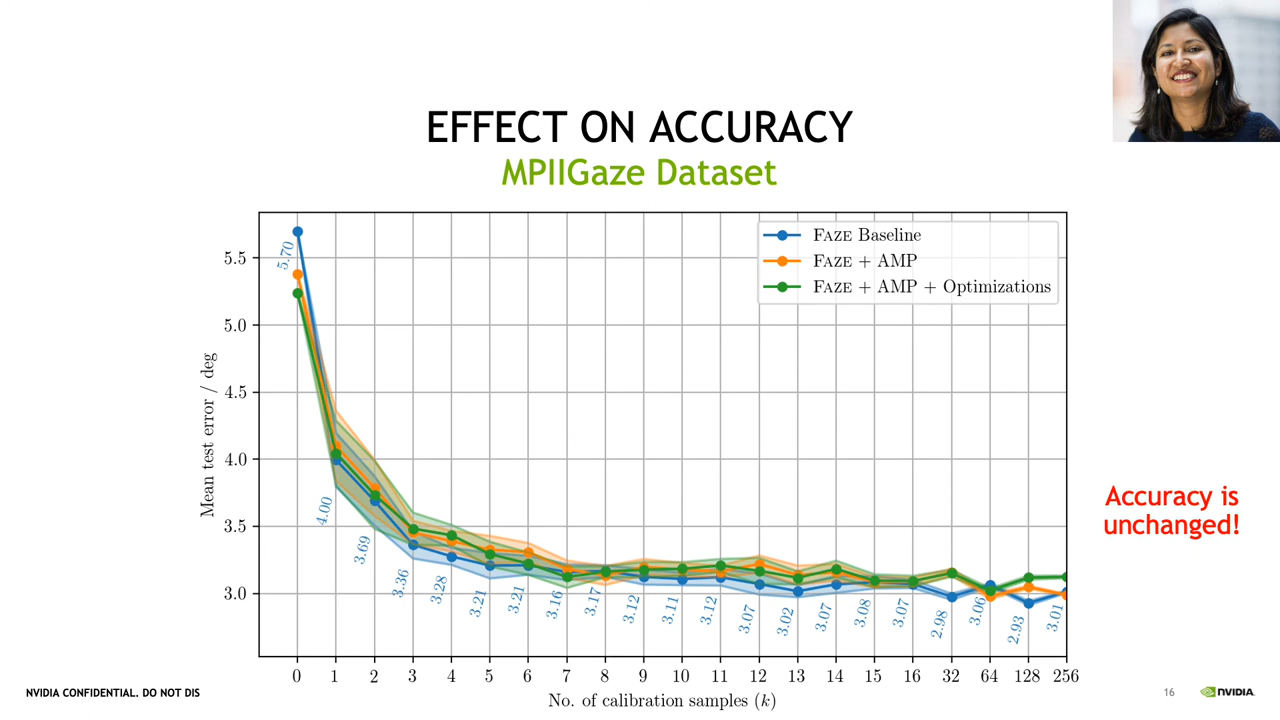 EFFECT ON ACCURACY
MPIIGaze Dataset
FAZE Baseline
FAZE + AMP
FAZE + AMP + Optimizations
5.5
5.0
4.5
4.0
3.5
3.0
Mean test error / deg
5.70
4.00
3.69
3.36
3.28
3.21
3.21
3.16
3.17
3.12
3.11
3.12
3.07
3.02
3.07
3.08
3.07
2.98
3.06
2.93
3.01
0 1 2 3 4 5 6 7 8 9 10 11 12 13 14 15 16 32 64 128 256
No. of calibration samples (k)
Accuracy is
unchanged!
NVIDIA CONFIDENTIAL. DO NOT DIS
16
NVIDIA.